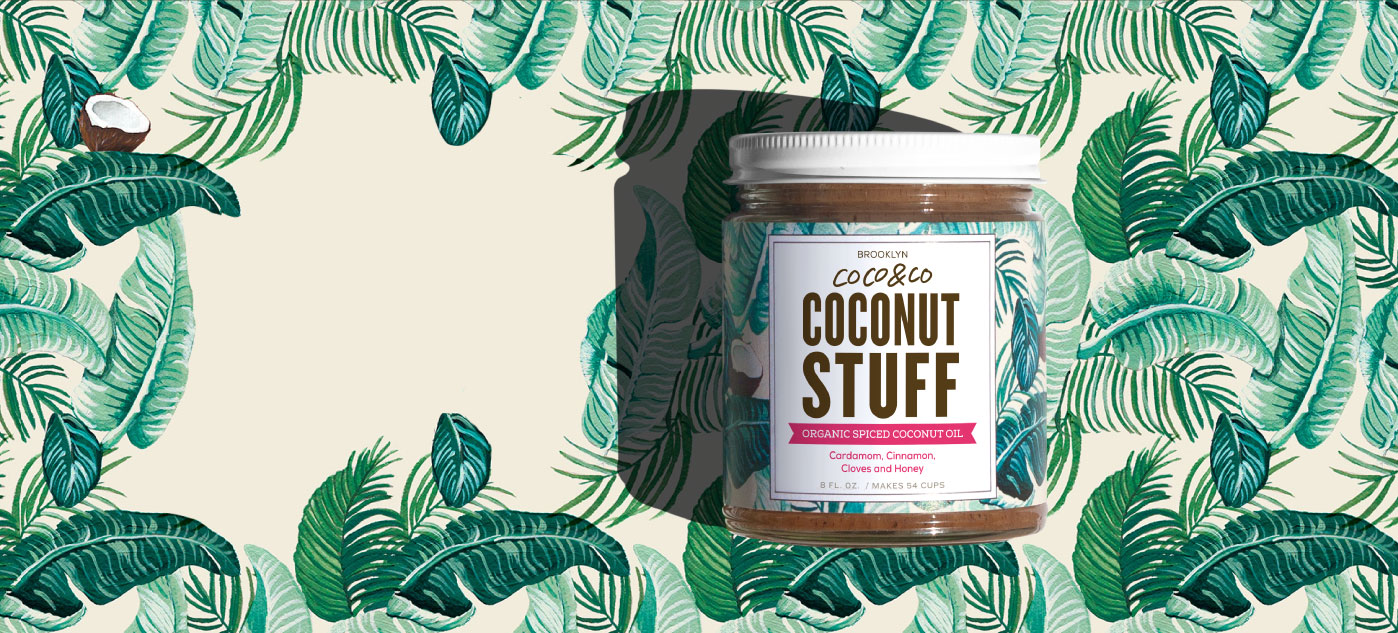 BROOKLYN
coco&co
COCONUT
STUFF
ORGANIC SPICED COCONUT OIL
Cardamom, Cinnamon,
Cloves and Honey
8 FL. OZ. / MAKES 54 CUPS